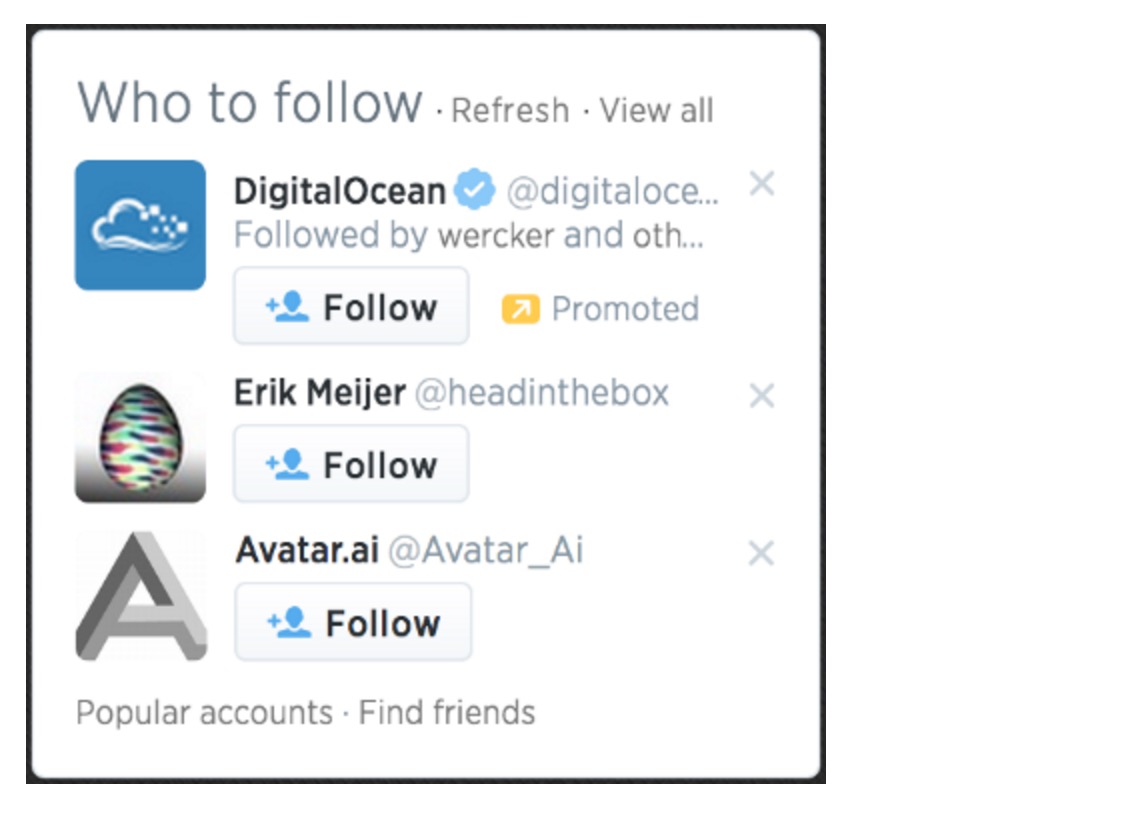 Who to follow · Refresh · View all
DigitalOcean @digitaloce...
Followed by wercker and oth...
Follow Promoted
Erik Meijer @headinthebox
Follow
Avatar.ai @Avatar_Ai
Follow
Popular accounts · Find friends